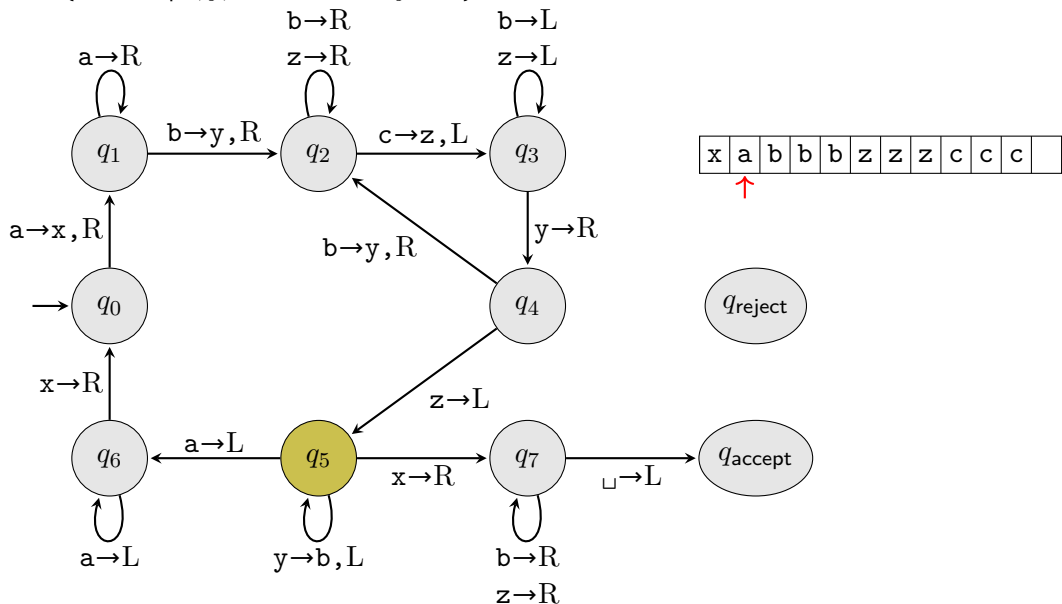 b→R
b→L
a→R
z→R
z→L
q1
b→y,R
q2
c→z,L
q3
x a b b b z z z c c c
a→x,R
b→y,R
y→R
q0
q4
qreject
x→R
z→L
q6
a→L
q5
x→R
q7
␣→L
qaccept
a→L
y→b,L
b→R
z→R